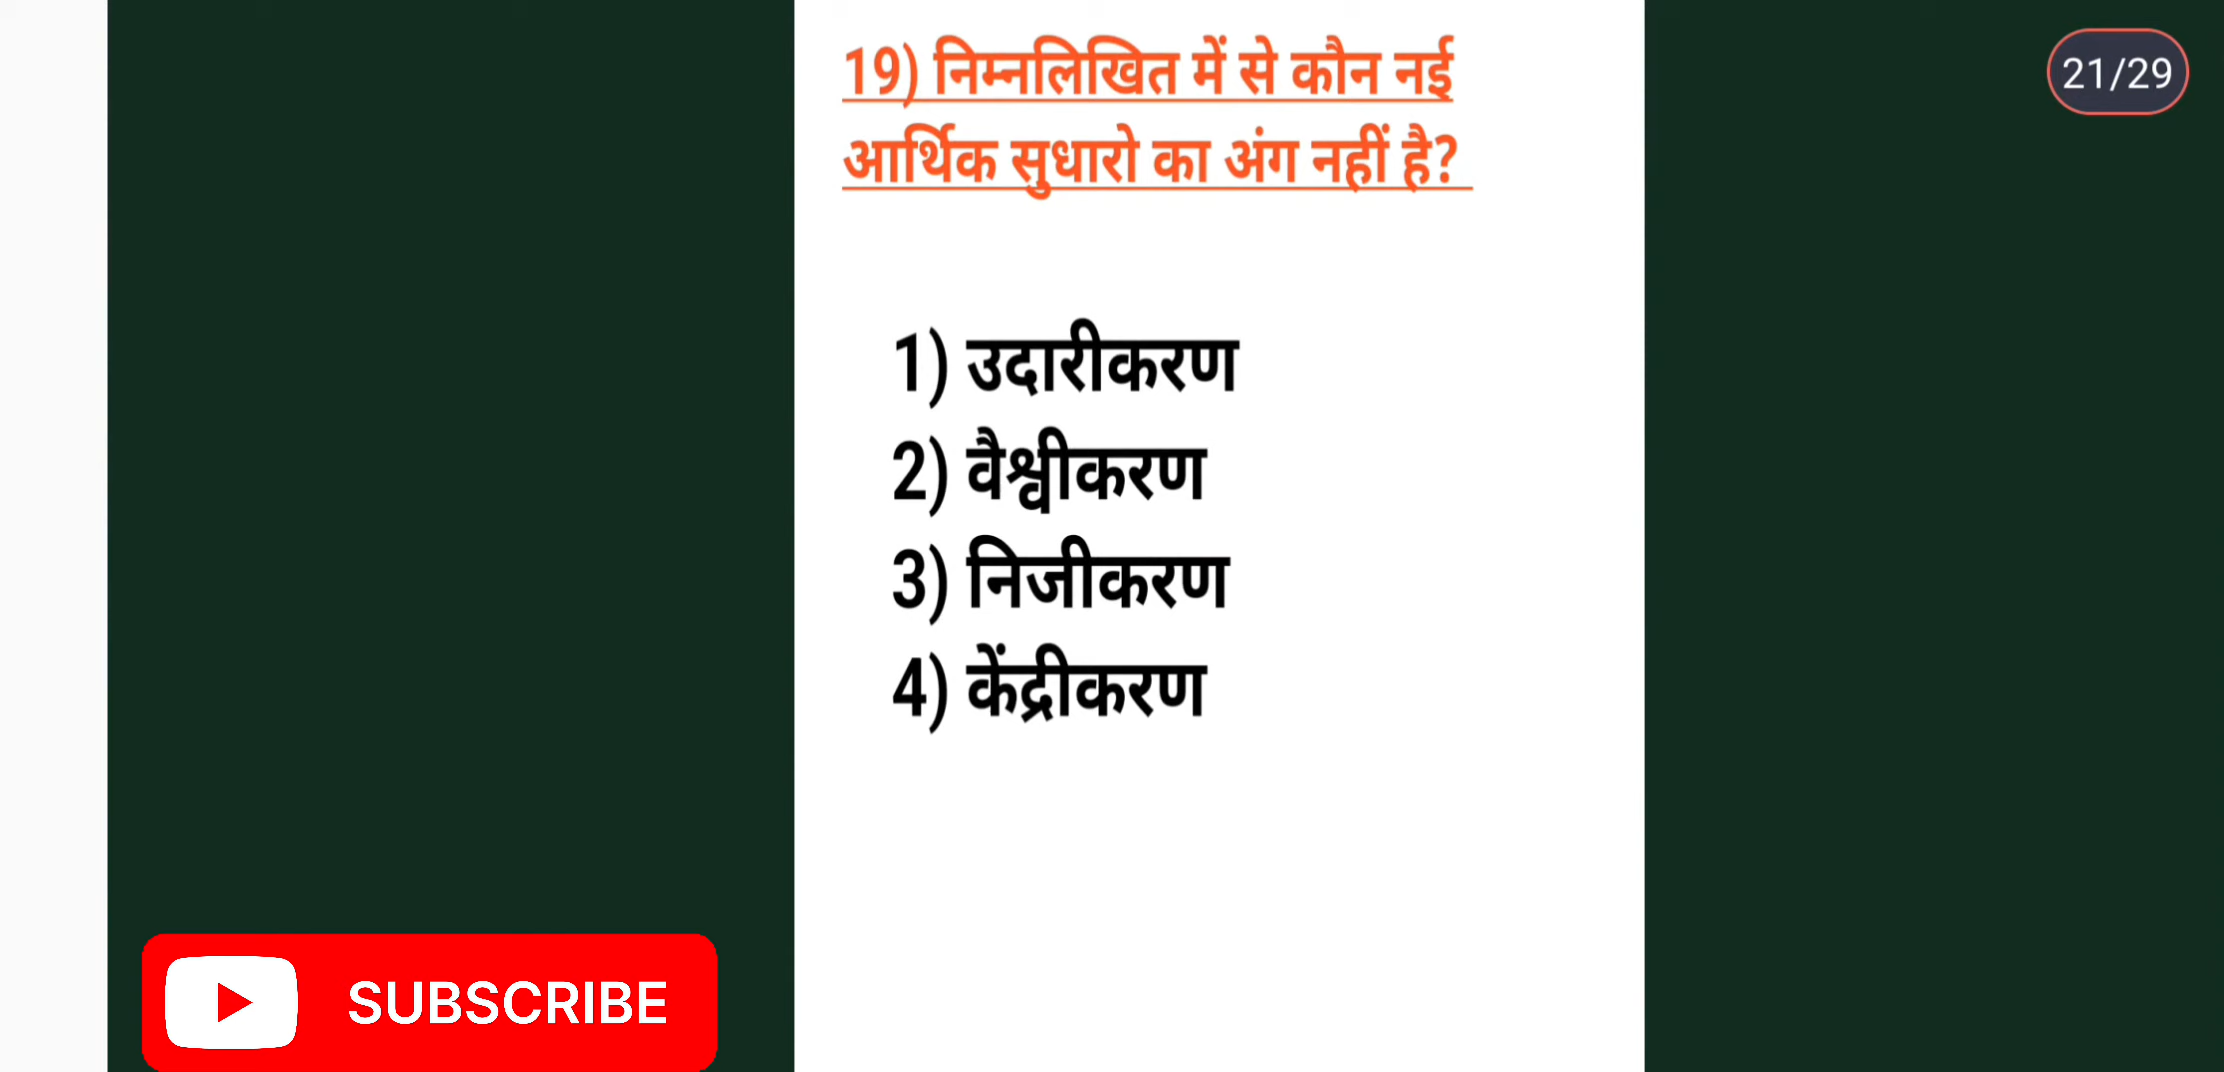 19) निम्नलिखित में से कौन नई
आर्थिक सुधारो का अंग नहीं है?
21/29
1) उदारीकरण
2) वैश्वीकरण
3) निजीकरण
4) केंद्रीकरण
SUBSCRIBE